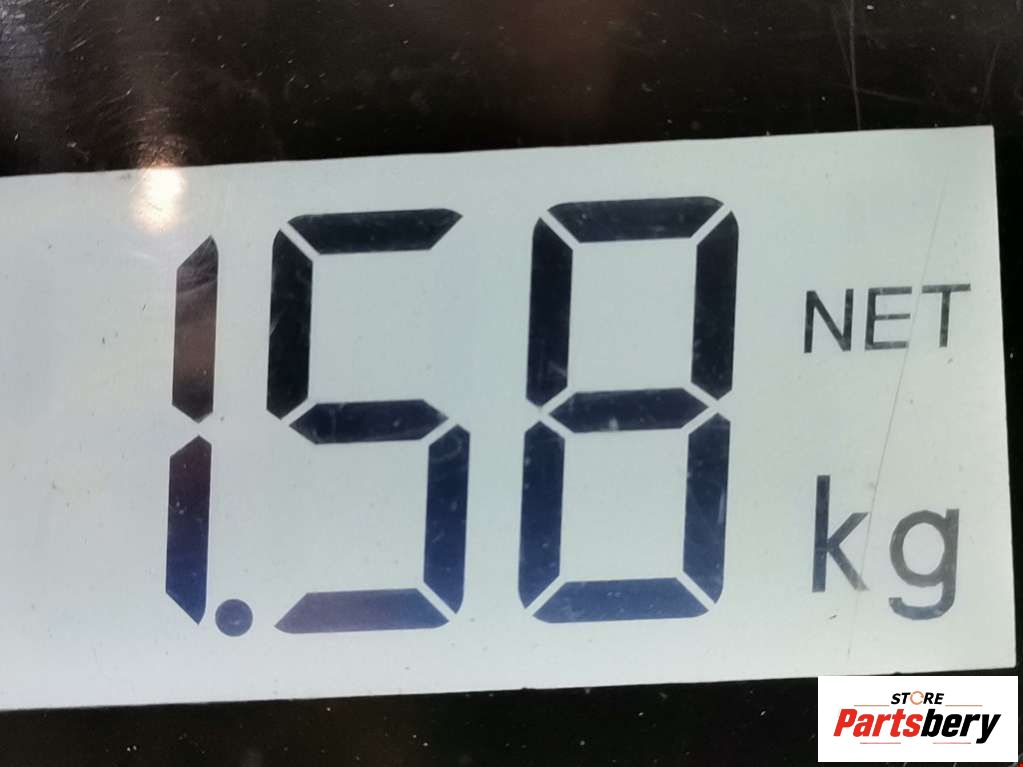 1.58
NET
kg
STORE
Partsbery